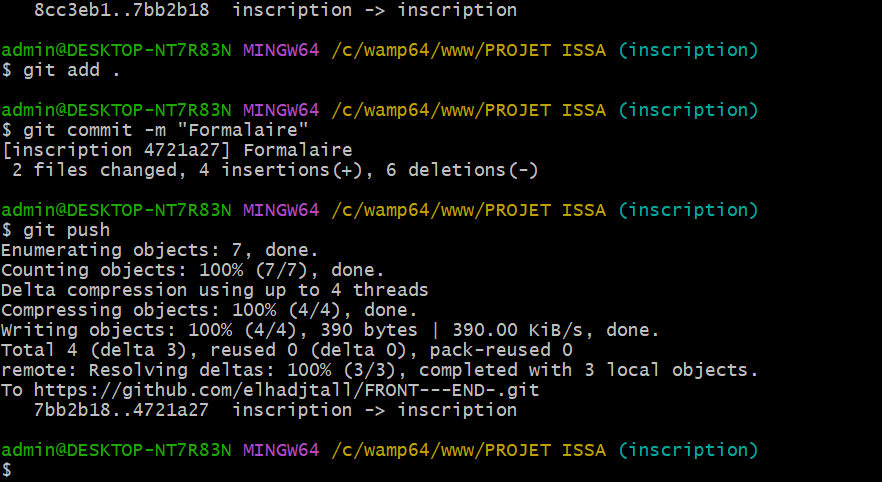 8cc3eb1..7bb2b18  inscription -> inscription
admin@DESKTOP-NT7R83N MINGW64 /c/wamp64/www/PROJET ISSA (inscription)
$ git add .
admin@DESKTOP-NT7R83N MINGW64 /c/wamp64/www/PROJET ISSA (inscription)
$ git commit -m "Formalaire"
[inscription 4721a27] Formalaire
2 files changed, 4 insertions(+), 6 deletions(-)
admin@DESKTOP-NT7R83N MINGW64 /c/wamp64/www/PROJET ISSA (inscription)
$ git push
Enumerating objects: 7, done.
Counting objects: 100% (7/7), done.
Delta compression using up to 4 threads
Compressing objects: 100% (4/4), done.
Writing objects: 100% (4/4), 390 bytes | 390.00 KiB/s, done.
Total 4 (delta 3), reused 0 (delta 0), pack-reused 0
remote: Resolving deltas: 100% (3/3), completed with 3 local objects.
To https://github.com/elhadjtall/FRONT---END-.git
7bb2b18..4721a27  inscription -> inscription
admin@DESKTOP-NT7R83N MINGW64 /c/wamp64/www/PROJET ISSA (inscription)
$